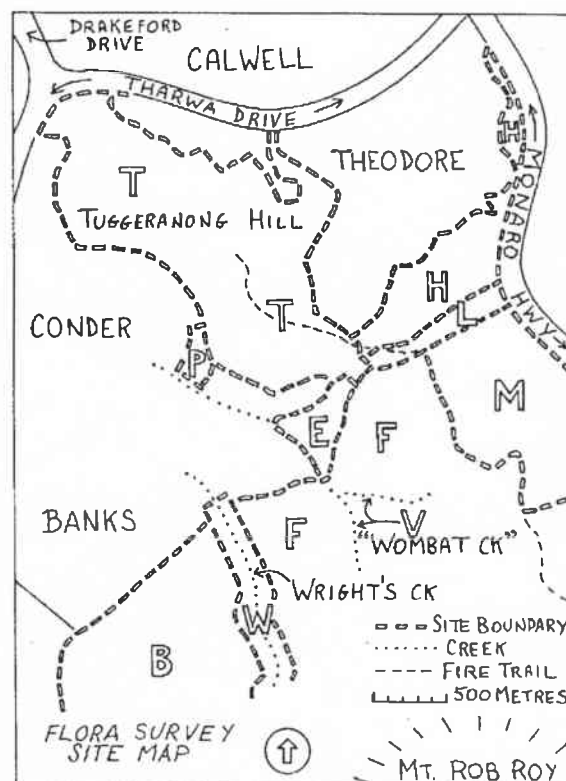 DRAKEFORD
DRIVE
CALWELL
THARWA DRIVE
H
THEODORE
MONARO
HWY
T
TUGGERANONG HILL
H
T
L
CONDER
P
M
E
F
BANKS
F
V
"WOMBAT CK"
WRIGHT'S CK
W
B
SITE BOUNDARY
CREEK
FIRE TRAIL
500 METRES
FLORA SURVEY
SITE MAP
MT. ROB ROY